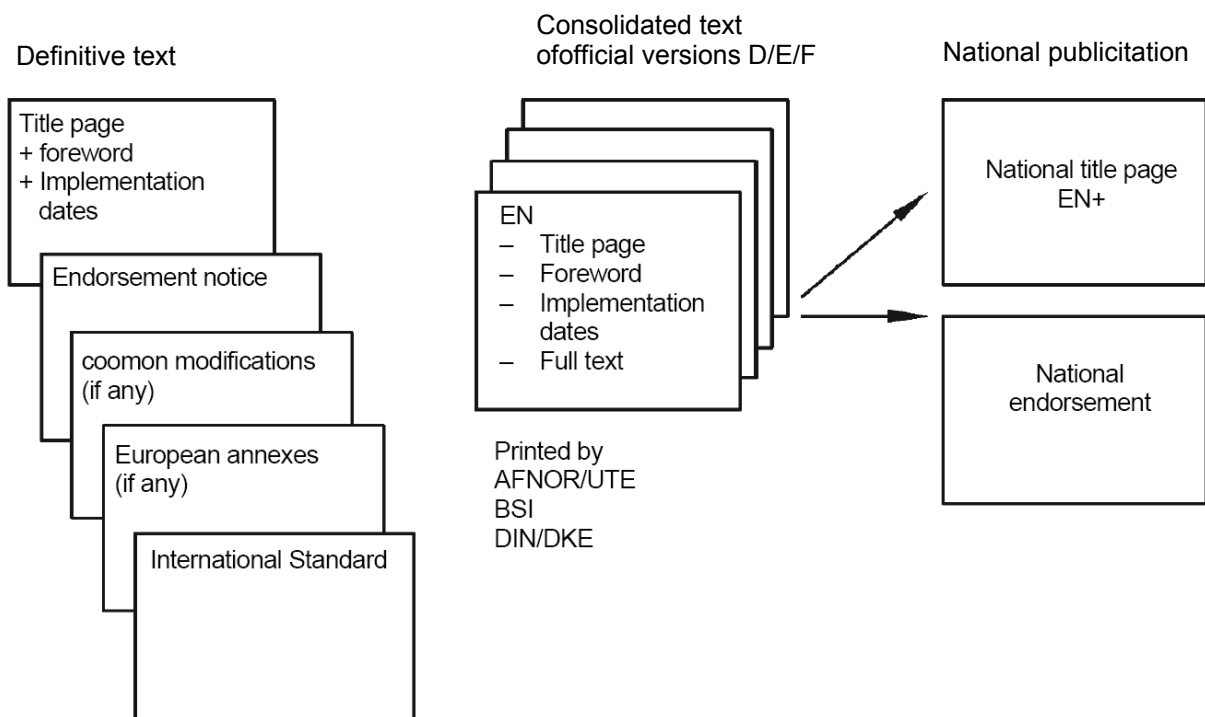 Definitive text
Title page
+ foreword
+ Implementation
dates
Endorsement notice
coomon modifications
(if any)
European annexes
(if any)
International Standard
Consolidated text
ofofficial versions D/E/F
EN
– Title page
– Foreword
– Implementation
dates
– Full text
Printed by
AFNOR/UTE
BSI
DIN/DKE
National publicitation
National title page
EN+
National
endorsement